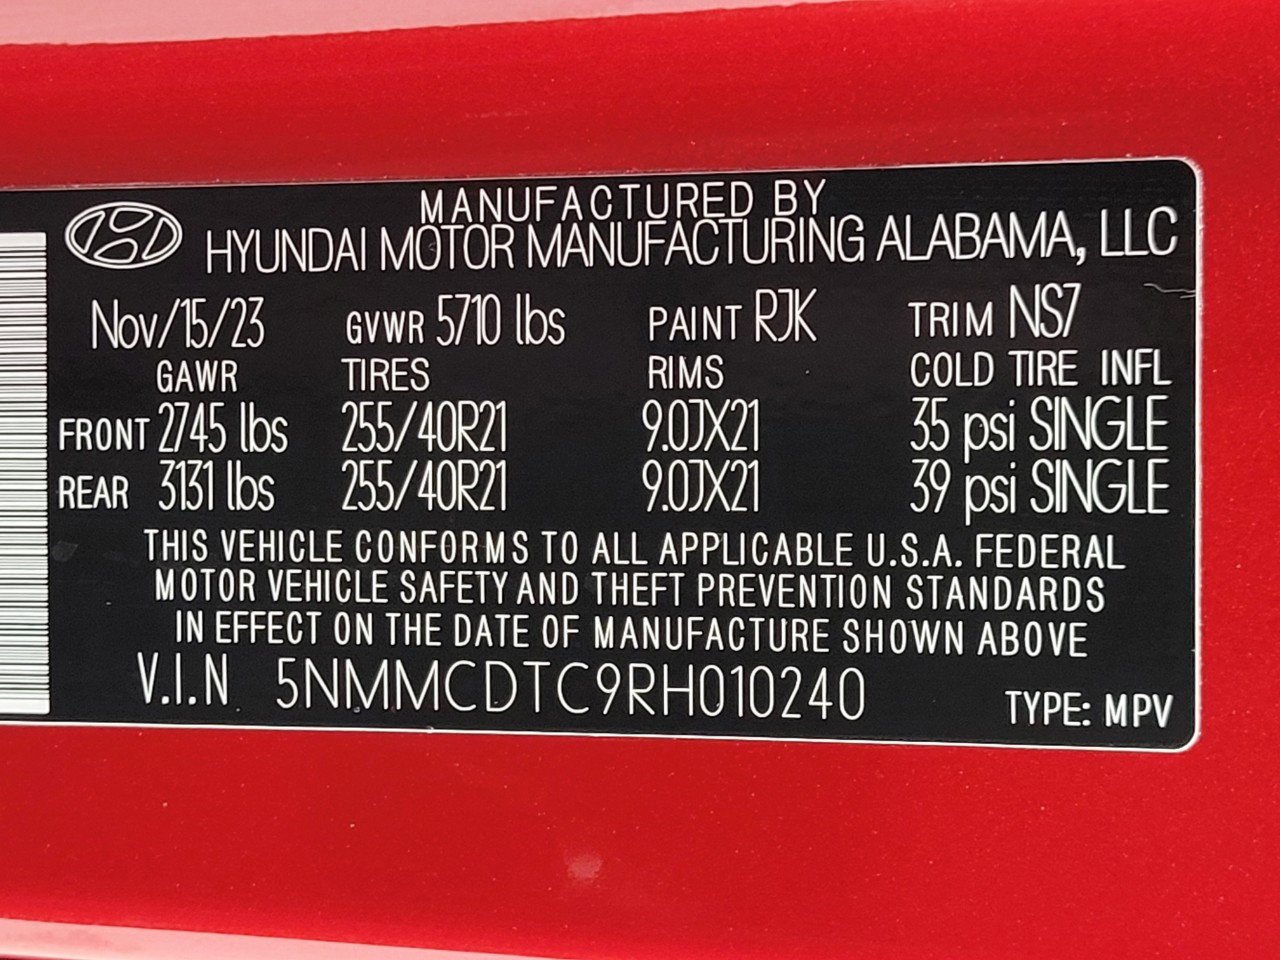 MANUFACTURED BY
HYUNDAI MOTOR MANUFACTURING ALABAMA, LLC
Nov/15/23 GVWR 5710 lbs PAINT RJK TRIM NS7
GAWR TIRES RIMS COLD TIRE INFL
FRONT 2745 lbs 255/40R21 9.0JX21 35 psi SINGLE
REAR 3131 lbs 255/40R21 9.0JX21 39 psi SINGLE
THIS VEHICLE CONFORMS TO ALL APPLICABLE U.S.A. FEDERAL
MOTOR VEHICLE SAFETY AND THEFT PREVENTION STANDARDS
IN EFFECT ON THE DATE OF MANUFACTURE SHOWN ABOVE
V.I.N 5NMMCDTC9RH010240 TYPE: MPV